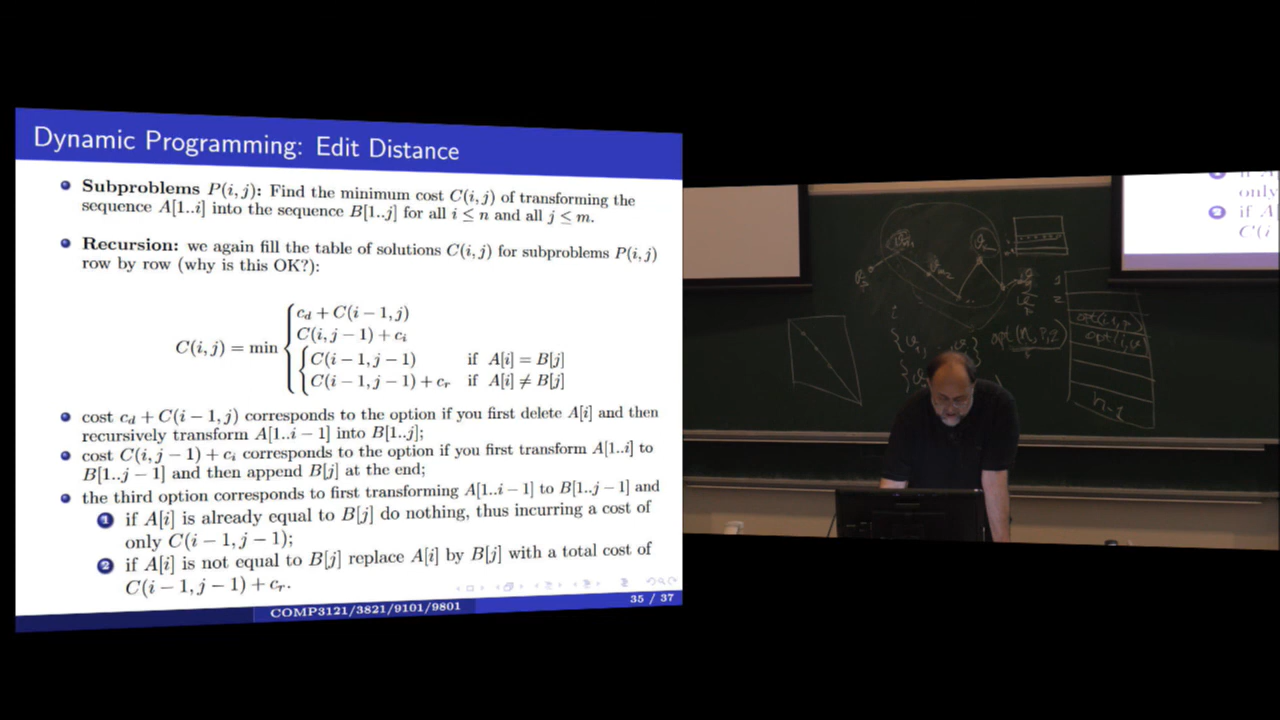 Dynamic Programming: Edit Distance
Subproblems P(i, j): Find the minimum cost C(i, j) of transforming the
sequence A[1..i] into the sequence B[1..j] for all i ≤ n and all j ≤ m.
Recursion: we again fill the table of solutions C(i, j) for subproblems P(i, j)
row by row (why is this OK?):
c_d + C(i − 1, j)
C(i, j − 1) + c_i
C(i, j) = min
C(i − 1, j − 1) if A[i] = B[j]
C(i − 1, j − 1) + c_r if A[i] ≠ B[j]
cost c_d + C(i − 1, j) corresponds to the option if you first delete A[i] and then
recursively transform A[1..i − 1] into B[1..j];
cost C(i, j − 1) + c_i corresponds to the option if you first transform A[1..i] to
B[1..j − 1] and then append B[j] at the end;
the third option corresponds to first transforming A[1..i − 1] to B[1..j − 1] and
1 if A[i] is already equal to B[j] do nothing, thus incurring a cost of
only C(i − 1, j − 1);
2 if A[i] is not equal to B[j] replace A[i] by B[j] with a total cost of
C(i − 1, j − 1) + c_r.
COMP3121/3821/9101/9801
35 / 37
only
2 if A
C(i
1
2
n-1